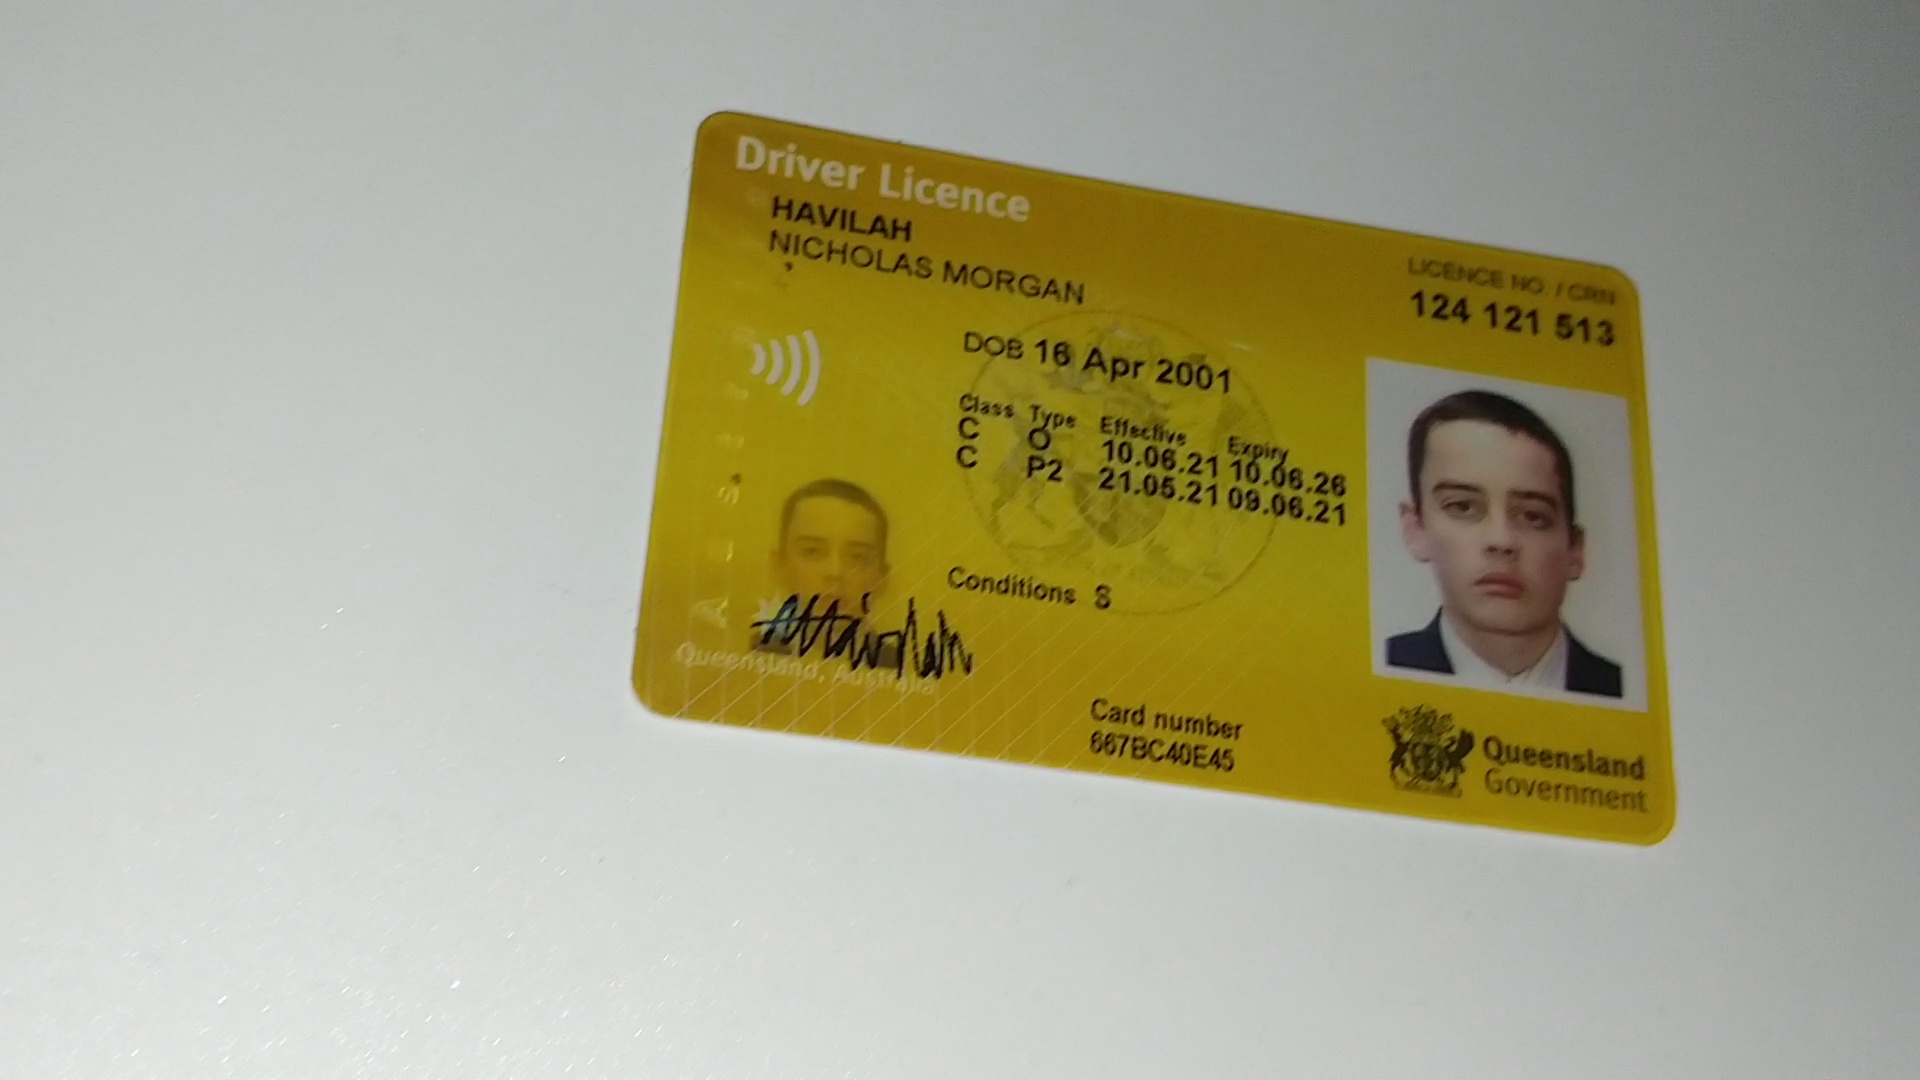 Driver Licence
HAVILAH
NICHOLAS MORGAN
LICENCE NO. / CRN
124 121 513
DOB 16 Apr 2001
Class Type Effective Expiry
C O 10.06.21 10.06.26
C P2 21.05.21 09.06.21
Conditions S
Queensland, Australia
Card number
667BC40E45
Queensland
Government